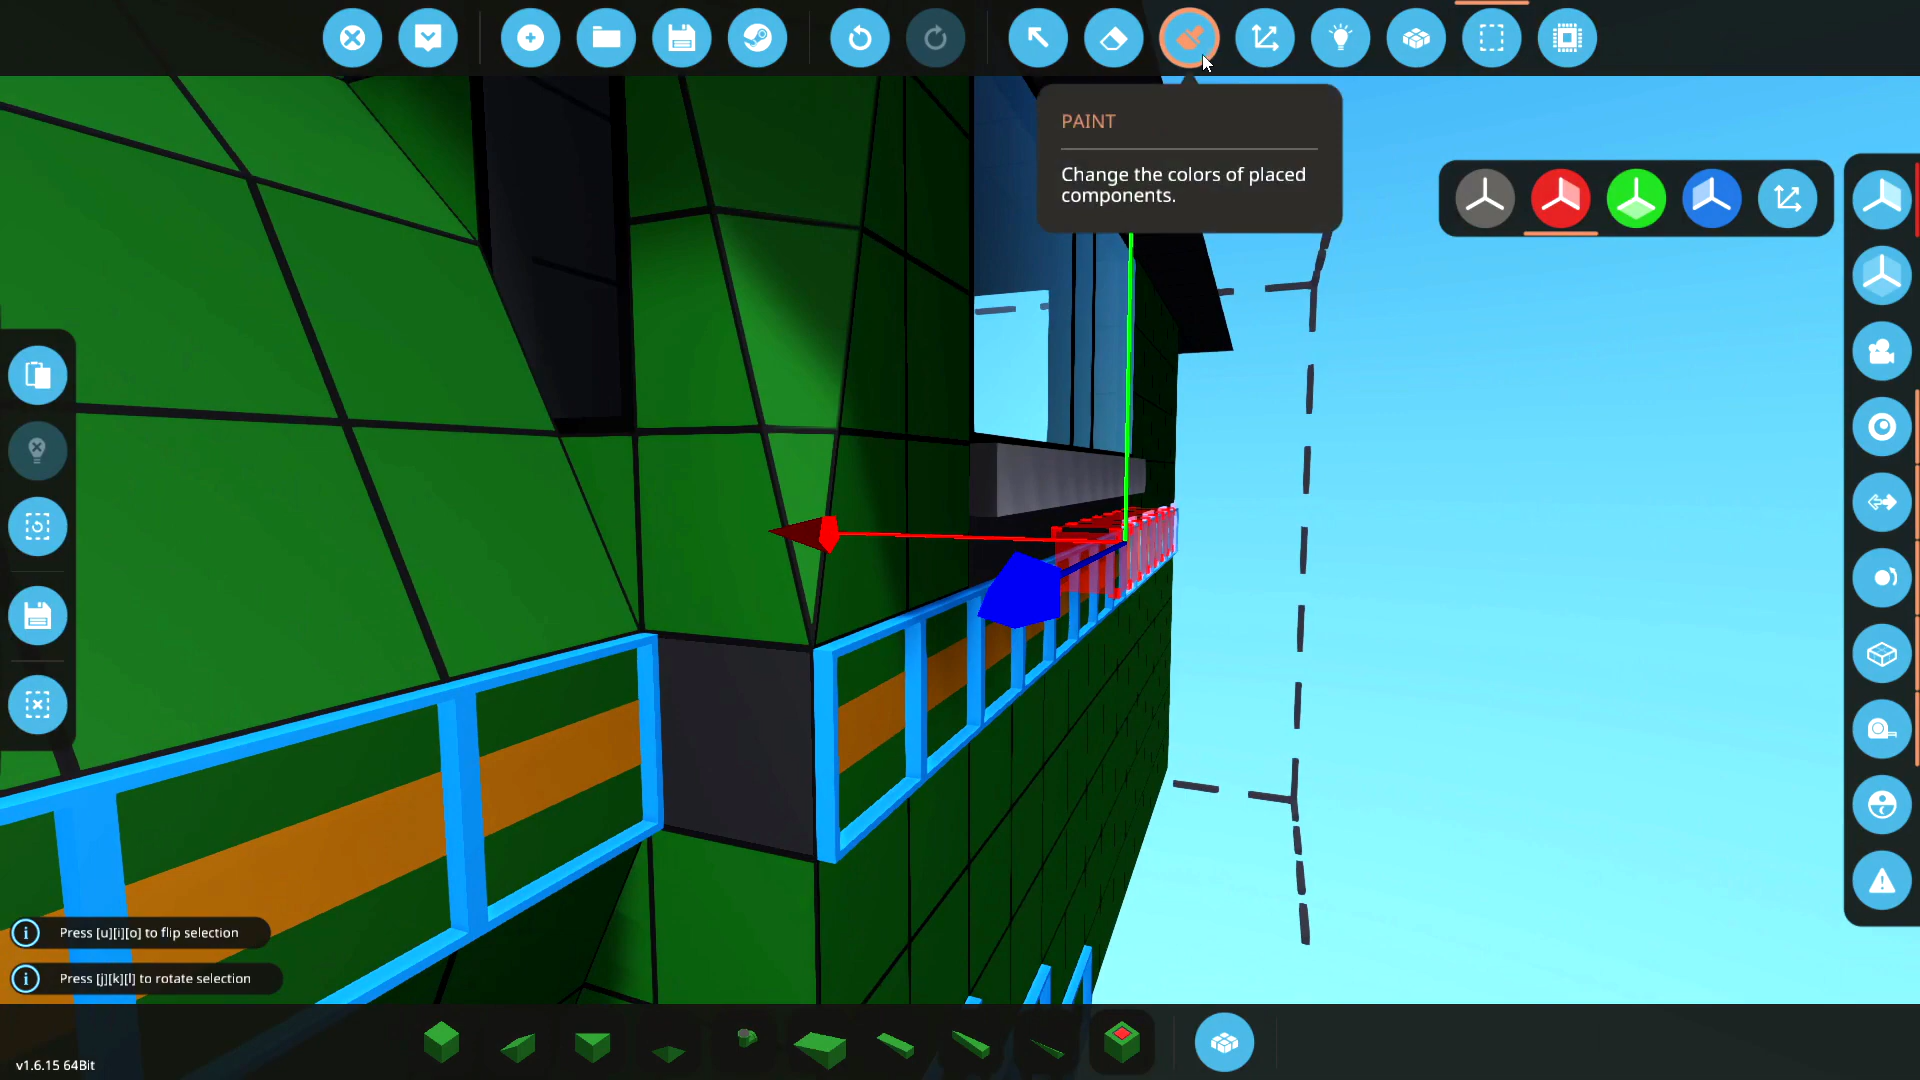 PAINT
Change the colors of placed
components.
Press [u][i][o] to flip selection
Press [j][k][l] to rotate selection
v1.6.15 64Bit